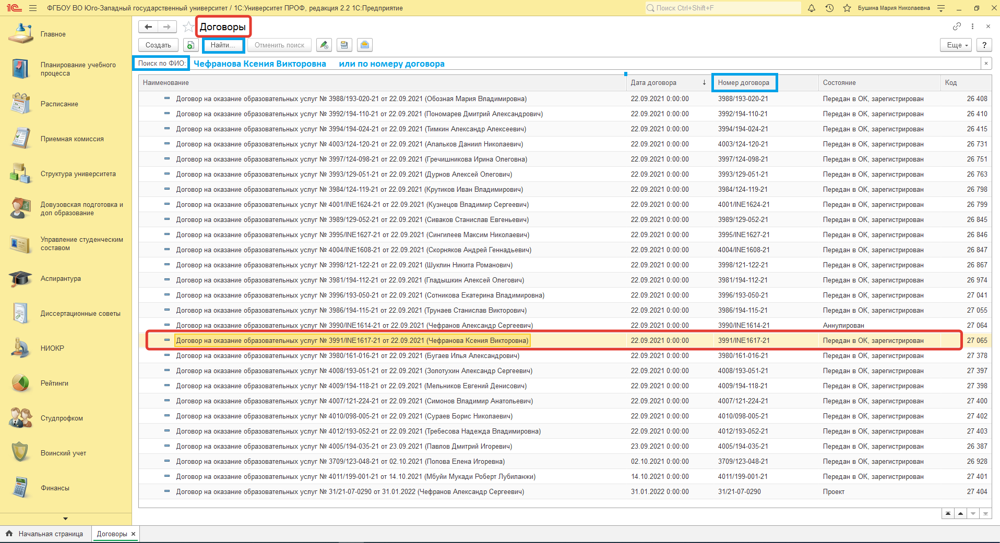 1С ФГБОУ ВО Юго-Западный государственный университет / 1С:Университет ПРОФ, редакция 2.2 1С:Предприятие
Поиск Ctrl+Shift+F
Бушина Мария Николаевна
Главное
Планирование учебного
процесса
Расписание
Приемная комиссия
Структура университета
Довузовская подготовка и
доп образование
Управление студенческим
составом
Аспирантура
Диссертационные советы
НИОКР
Рейтинги
Студпрофком
Воинский учет
Финансы
Договоры
Создать Найти... Отменить поиск Еще ?
Поиск по ФИО: Чефранова Ксения Викторовна или по номеру договора ×
Наименование Дата договора ↓ Номер договора Состояние Код
Договор на оказание образовательных услуг № 3988/193-020-21 от 22.09.2021 (Обозная Мария Владимировна) 22.09.2021 0:00:00 3988/193-020-21 Передан в ОК, зарегистрирован 26 408
Договор на оказание образовательных услуг № 3992/194-110-21 от 22.09.2021 (Пономарев Дмитрий Александрович) 22.09.2021 0:00:00 3992/194-110-21 Передан в ОК, зарегистрирован 26 410
Договор на оказание образовательных услуг № 3994/194-024-21 от 22.09.2021 (Тимкин Александр Алексеевич) 22.09.2021 0:00:00 3994/194-024-21 Передан в ОК, зарегистрирован 26 415
Договор на оказание образовательных услуг № 4003/124-120-21 от 22.09.2021 (Апальков Даниил Николаевич) 22.09.2021 0:00:00 4003/124-120-21 Передан в ОК, зарегистрирован 26 731
Договор на оказание образовательных услуг № 3997/124-098-21 от 22.09.2021 (Гречишникова Ирина Олеговна) 22.09.2021 0:00:00 3997/124-098-21 Передан в ОК, зарегистрирован 26 751
Договор на оказание образовательных услуг № 3993/129-051-21 от 22.09.2021 (Дурнов Алексей Олегович) 22.09.2021 0:00:00 3993/129-051-21 Передан в ОК, зарегистрирован 26 763
Договор на оказание образовательных услуг № 3984/124-119-21 от 22.09.2021 (Крутиков Иван Владимирович) 22.09.2021 0:00:00 3984/124-119-21 Передан в ОК, зарегистрирован 26 798
Договор на оказание образовательных услуг № 4001/INE1624-21 от 22.09.2021 (Кузнецов Владимир Сергеевич) 22.09.2021 0:00:00 4001/INE1624-21 Передан в ОК, зарегистрирован 26 799
Договор на оказание образовательных услуг № 3989/129-052-21 от 22.09.2021 (Сиваков Станислав Евгеньевич) 22.09.2021 0:00:00 3989/129-052-21 Передан в ОК, зарегистрирован 26 845
Договор на оказание образовательных услуг № 3995/INE1627-21 от 22.09.2021 (Сингилеев Максим Николаевич) 22.09.2021 0:00:00 3995/INE1627-21 Передан в ОК, зарегистрирован 26 846
Договор на оказание образовательных услуг № 4004/INE1608-21 от 22.09.2021 (Скорняков Андрей Геннадьевич) 22.09.2021 0:00:00 4004/INE1608-21 Передан в ОК, зарегистрирован 26 847
Договор на оказание образовательных услуг № 3998/121-122-21 от 22.09.2021 (Шуклин Никита Романович) 22.09.2021 0:00:00 3998/121-122-21 Передан в ОК, зарегистрирован 26 867
Договор на оказание образовательных услуг № 3981/194-112-21 от 22.09.2021 (Гладышкин Алексей Олегович) 22.09.2021 0:00:00 3981/194-112-21 Передан в ОК, зарегистрирован 26 974
Договор на оказание образовательных услуг № 3996/193-050-21 от 22.09.2021 (Сотникова Екатерина Владимировна) 22.09.2021 0:00:00 3996/193-050-21 Передан в ОК, зарегистрирован 27 041
Договор на оказание образовательных услуг № 3986/194-115-21 от 22.09.2021 (Трунаев Станислав Викторович) 22.09.2021 0:00:00 3986/194-115-21 Передан в ОК, зарегистрирован 27 055
Договор на оказание образовательных услуг № 3990/INE1614-21 от 22.09.2021 (Чефранов Александр Сергеевич) 22.09.2021 0:00:00 3990/INE1614-21 Аннулирован 27 064
Договор на оказание образовательных услуг № 3991/INE1617-21 от 22.09.2021 (Чефранова Ксения Викторовна) 22.09.2021 0:00:00 3991/INE1617-21 Передан в ОК, зарегистрирован 27 065
Договор на оказание образовательных услуг № 3980/161-016-21 от 22.09.2021 (Бугаев Илья Александрович) 22.09.2021 0:00:00 3980/161-016-21 Передан в ОК, зарегистрирован 27 378
Договор на оказание образовательных услуг № 4008/193-051-21 от 22.09.2021 (Золотухин Александр Сергеевич) 22.09.2021 0:00:00 4008/193-051-21 Передан в ОК, зарегистрирован 27 397
Договор на оказание образовательных услуг № 4009/194-118-21 от 22.09.2021 (Мельников Евгений Денисович) 22.09.2021 0:00:00 4009/194-118-21 Передан в ОК, зарегистрирован 27 398
Договор на оказание образовательных услуг № 4007/121-224-21 от 22.09.2021 (Симонов Владимир Анатольевич) 22.09.2021 0:00:00 4007/121-224-21 Передан в ОК, зарегистрирован 27 400
Договор на оказание образовательных услуг № 4010/098-005-21 от 22.09.2021 (Сураев Борис Николаевич) 22.09.2021 0:00:00 4010/098-005-21 Передан в ОК, зарегистрирован 27 402
Договор на оказание образовательных услуг № 4012/193-052-21 от 22.09.2021 (Требесова Надежда Владимировна) 22.09.2021 0:00:00 4012/193-052-21 Передан в ОК, зарегистрирован 27 403
Договор на оказание образовательных услуг № 4005/194-035-21 от 23.09.2021 (Павлов Дмитрий Игоревич) 23.09.2021 0:00:00 4005/194-035-21 Передан в ОК, зарегистрирован 26 387
Договор на оказание образовательных услуг № 3709/123-048-21 от 02.10.2021 (Попова Елена Игоревна) 02.10.2021 0:00:00 3709/123-048-21 Передан в ОК, зарегистрирован 26 928
Договор на оказание образовательных услуг № 4011/199-001-21 от 14.10.2021 (Мбуйи Мукади Роберт Лубиланжи) 14.10.2021 0:00:00 4011/199-001-21 Передан в ОК, зарегистрирован 27 401
Договор на оказание образовательных услуг № 31/21-07-0290 от 31.01.2022 (Чефранов Александр Сергеевич) 31.01.2022 0:00:00 31/21-07-0290 Проект 27 404
Начальная страница Договоры ×